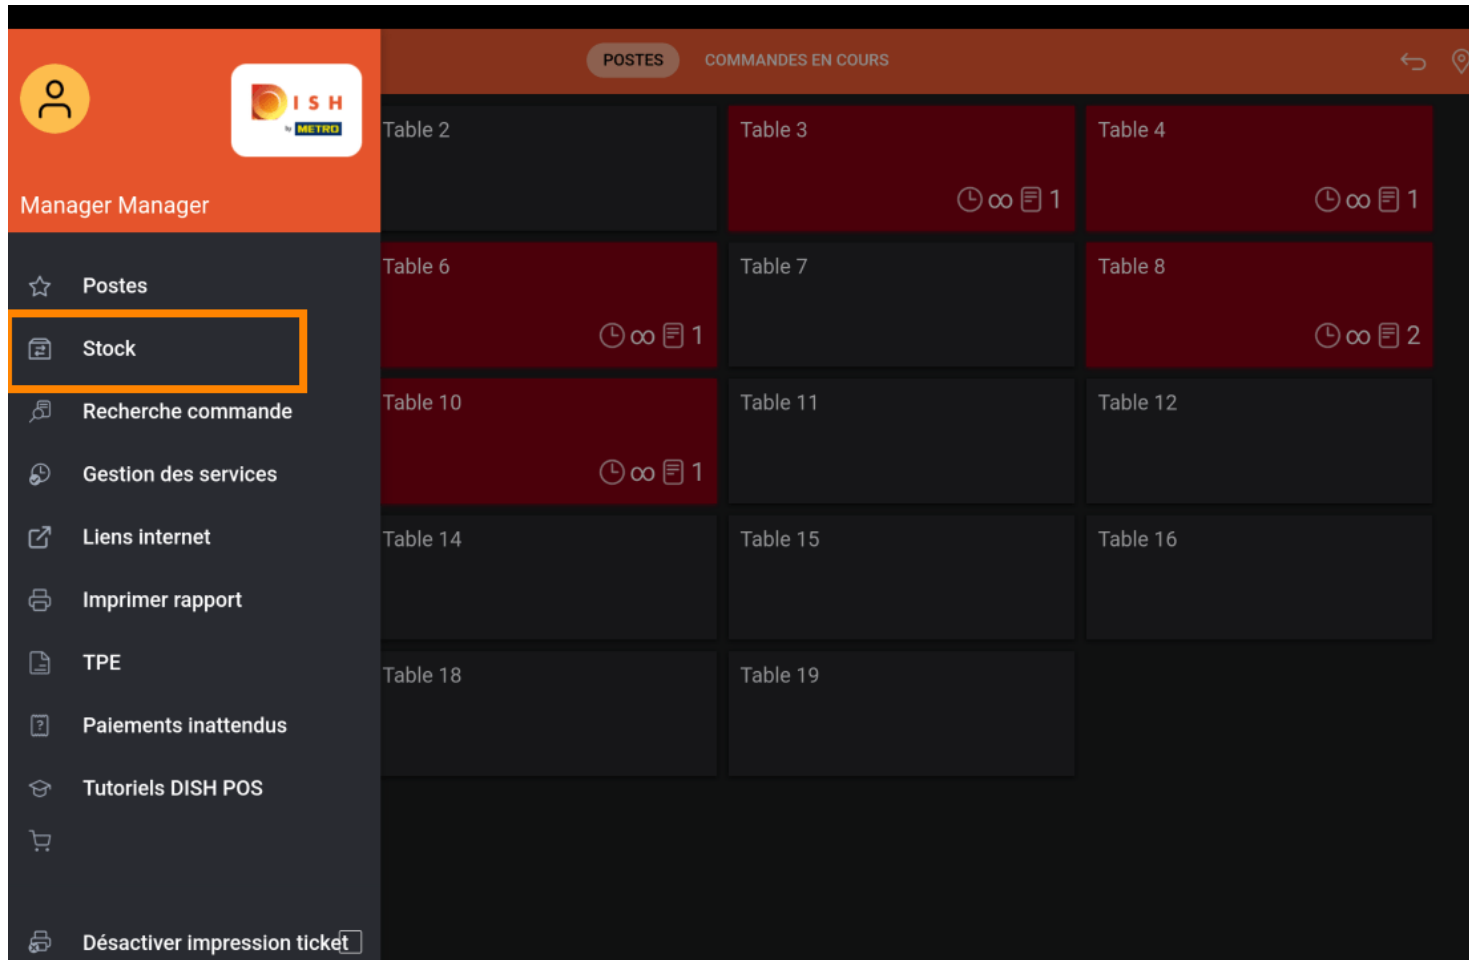 POSTES COMMANDES EN COURS
DISH
by METRO
Manager Manager
Postes
Stock
Recherche commande
Gestion des services
Liens internet
Imprimer rapport
TPE
Paiements inattendus
Tutoriels DISH POS
Désactiver impression ticket
Table 2
Table 3
∞ 1
Table 4
∞ 1
Table 6
∞ 1
Table 7
Table 8
∞ 2
Table 10
∞ 1
Table 11
Table 12
Table 14
Table 15
Table 16
Table 18
Table 19